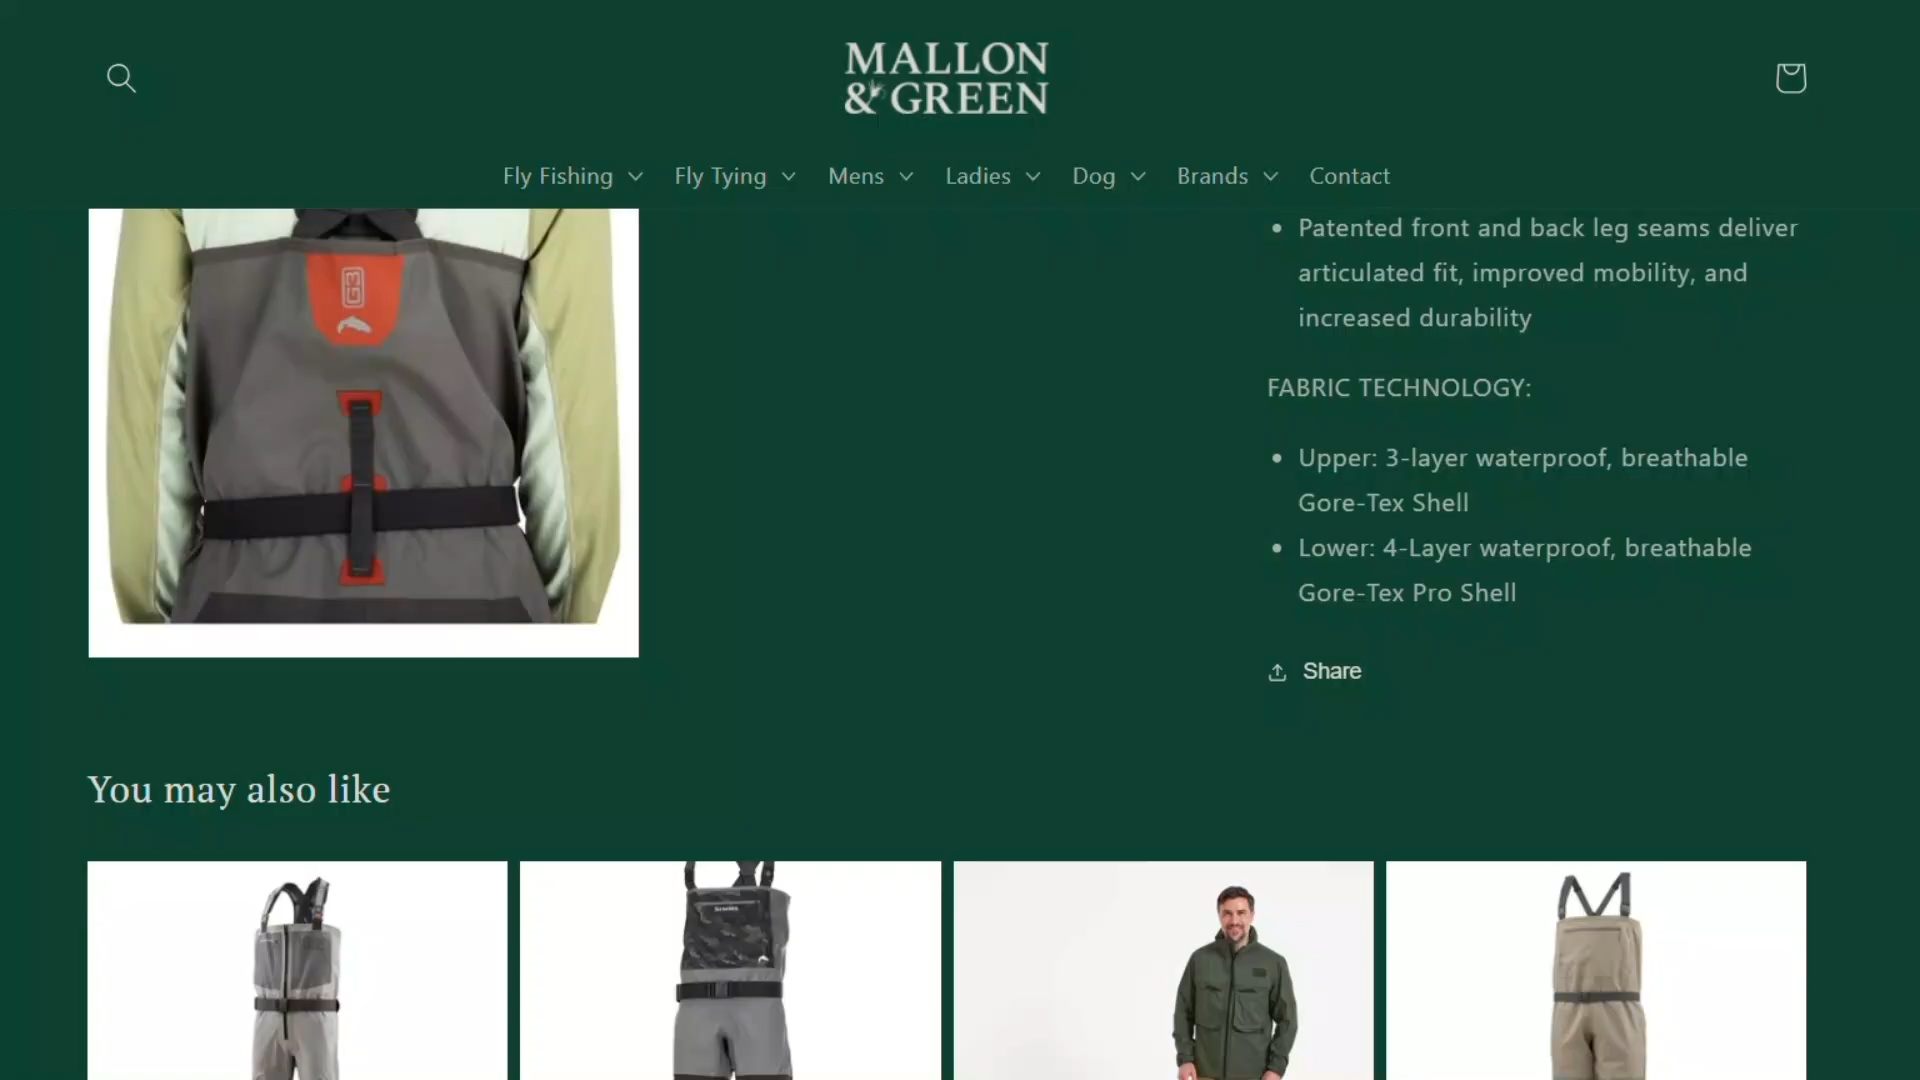 MALLON
& GREEN
Fly Fishing
Fly Tying
Mens
Ladies
Dog
Brands
Contact
G3
• Patented front and back leg seams deliver
articulated fit, improved mobility, and
increased durability
FABRIC TECHNOLOGY:
• Upper: 3-layer waterproof, breathable
Gore-Tex Shell
• Lower: 4-Layer waterproof, breathable
Gore-Tex Pro Shell
Share
You may also like
SIMMS